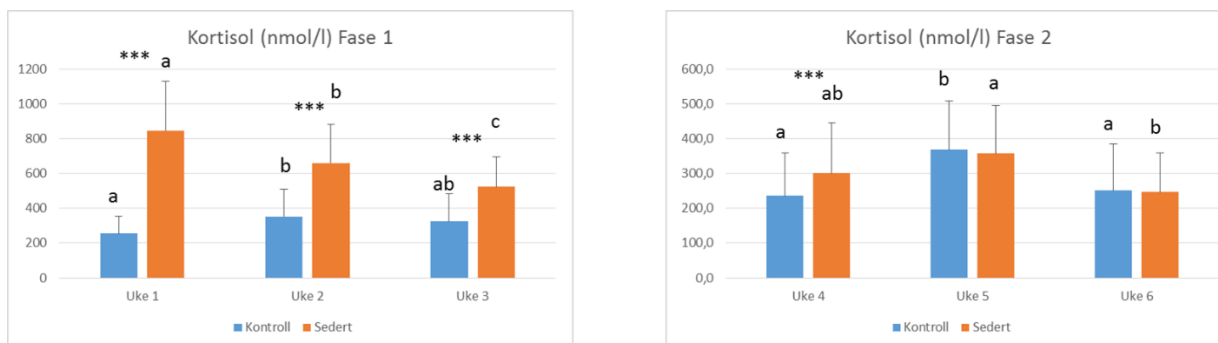 Kortisol (nmol/l) Fase 1
1200
1000
800
600
400
200
0
*** a
*** b
*** c
a
b
ab
Uke 1 Uke 2 Uke 3
Kontroll Sedert
Kortisol (nmol/l) Fase 2
600,0
500,0
400,0
300,0
200,0
100,0
0,0
***
a ab
b a
a b
Uke 4 Uke 5 Uke 6
Kontroll Sedert